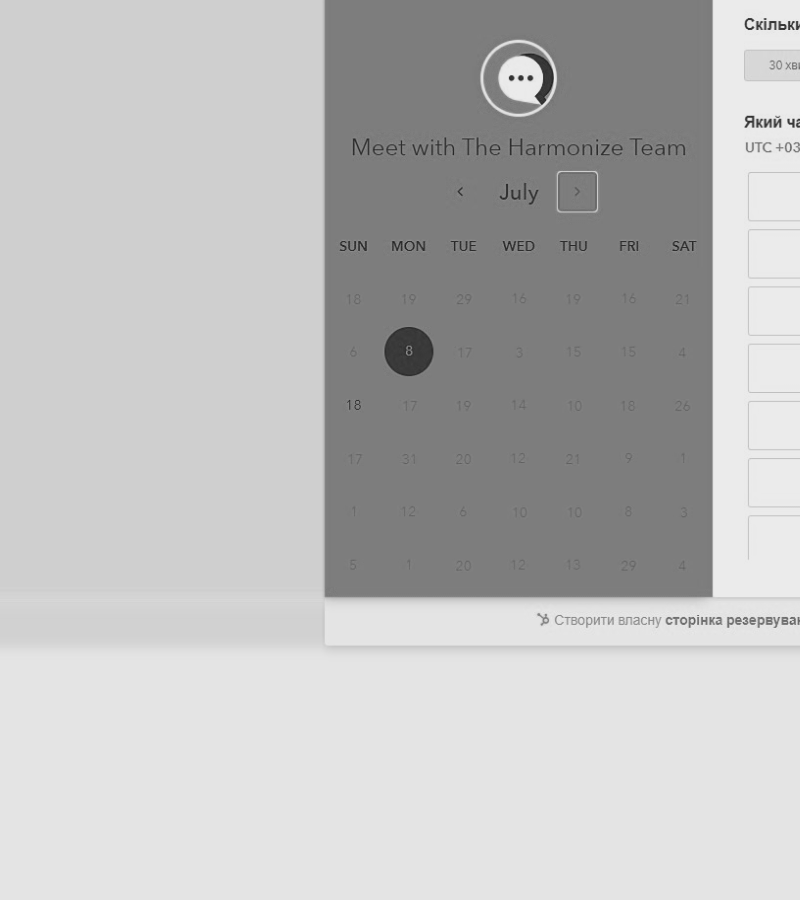 Meet with The Harmonize Team
July
SUN MON TUE WED THU FRI SAT
18 19 29 16 19 16 21
6 8 17 3 15 15 4
18 17 19 14 10 18 26
17 31 20 12 21 9 1
1 12 6 10 10 8 3
5 1 20 12 13 29 4
Скільки
30 хви
Який ча
UTC +03
Створити власну сторінка резервуван